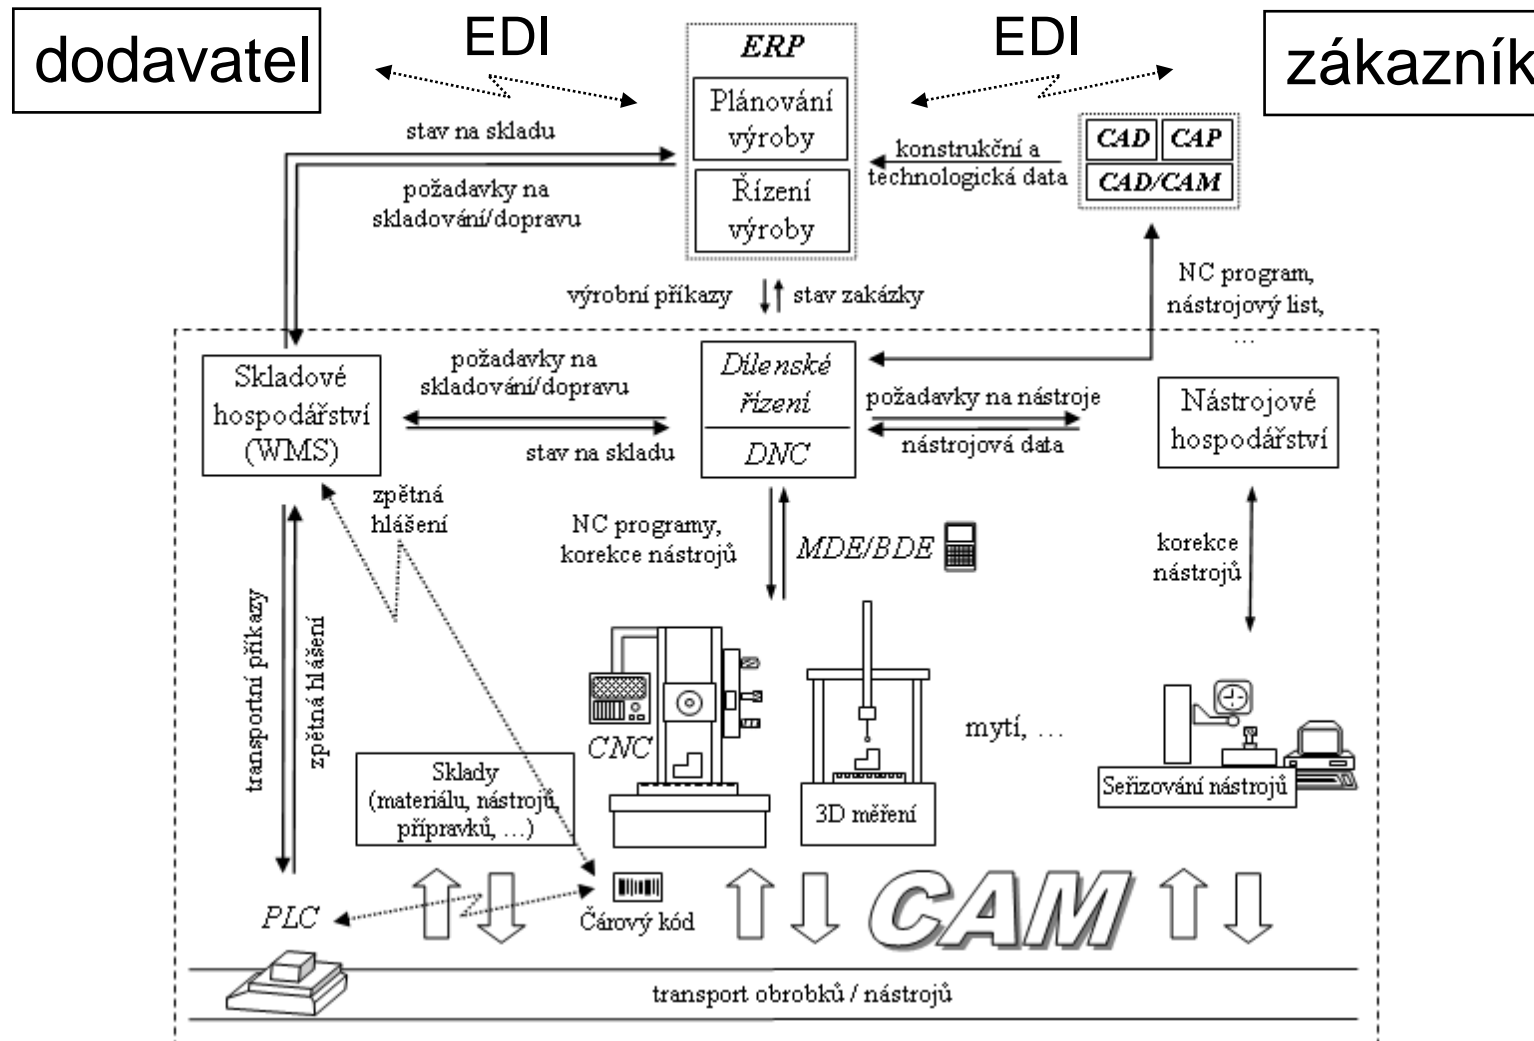 dodavatel
EDI
ERP
EDI
zákazník
Plánování
výroby
Řízení
výroby
stav na skladu
požadavky na
skladování/dopravu
konstrukční a
technologická data
CAD
CAP
CAD/CAM
výrobní příkazy
stav zakázky
NC program,
nástrojový list,
...
Skladové
hospodářství
(WMS)
požadavky na
skladování/dopravu
stav na skladu
Dílenské
řízení
DNC
požadavky na nástroje
nástrojová data
Nástrojové
hospodářství
zpětná
hlášení
NC programy,
korekce nástrojů
MDE/BDE
korekce
nástrojů
transportní příkazy
zpětná hlášení
CNC
mytí, ...
Sklady
(materiálu, nástrojů,
přípravků, ...)
3D měření
Seřizování nástrojů
PLC
Čárový kód
CAM
transport obrobků / nástrojů